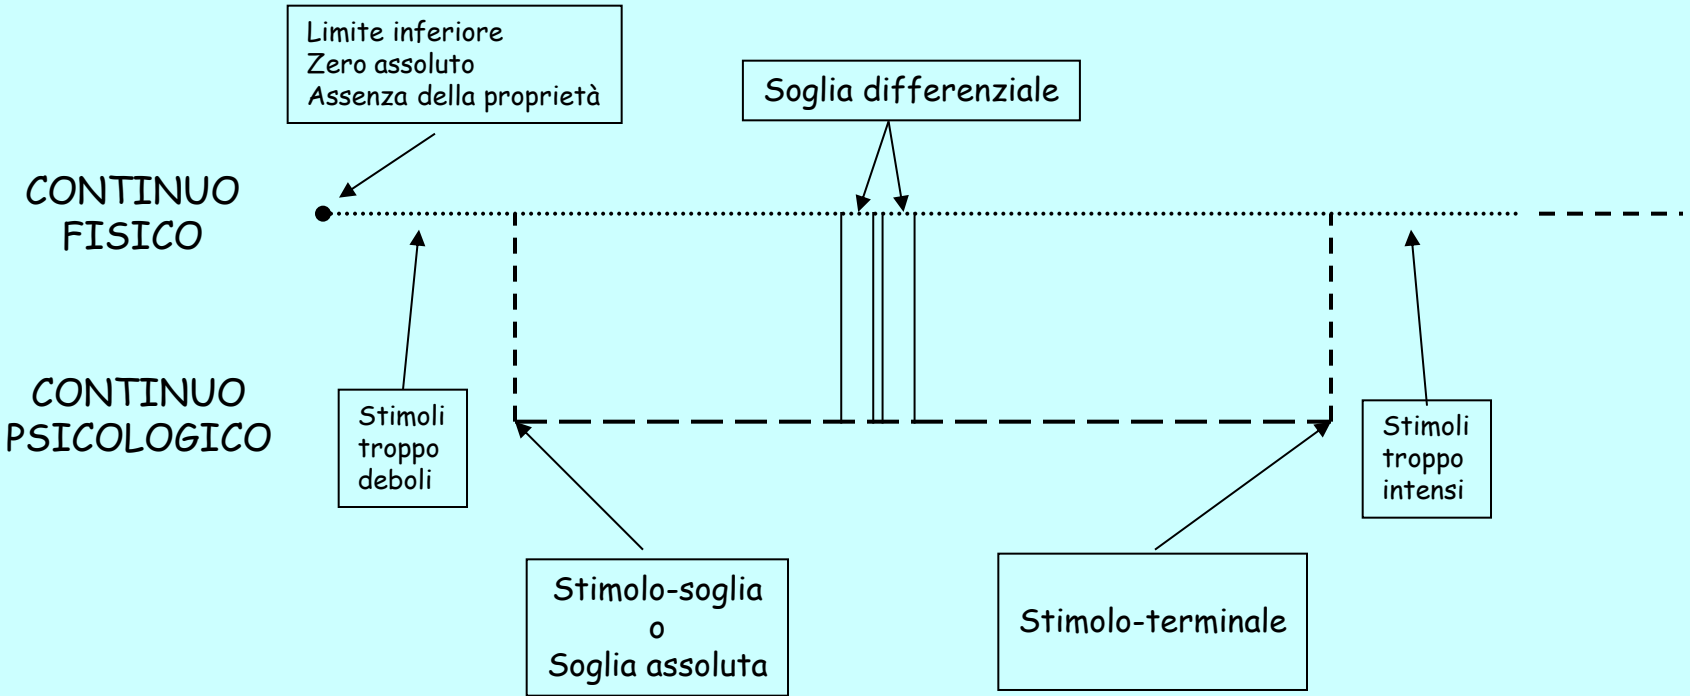 Limite inferiore
Zero assoluto
Assenza della proprietà
Soglia differenziale
CONTINUO
FISICO
CONTINUO
PSICOLOGICO
Stimoli
troppo
deboli
Stimoli
troppo
intensi
Stimolo-soglia
o
Soglia assoluta
Stimolo-terminale